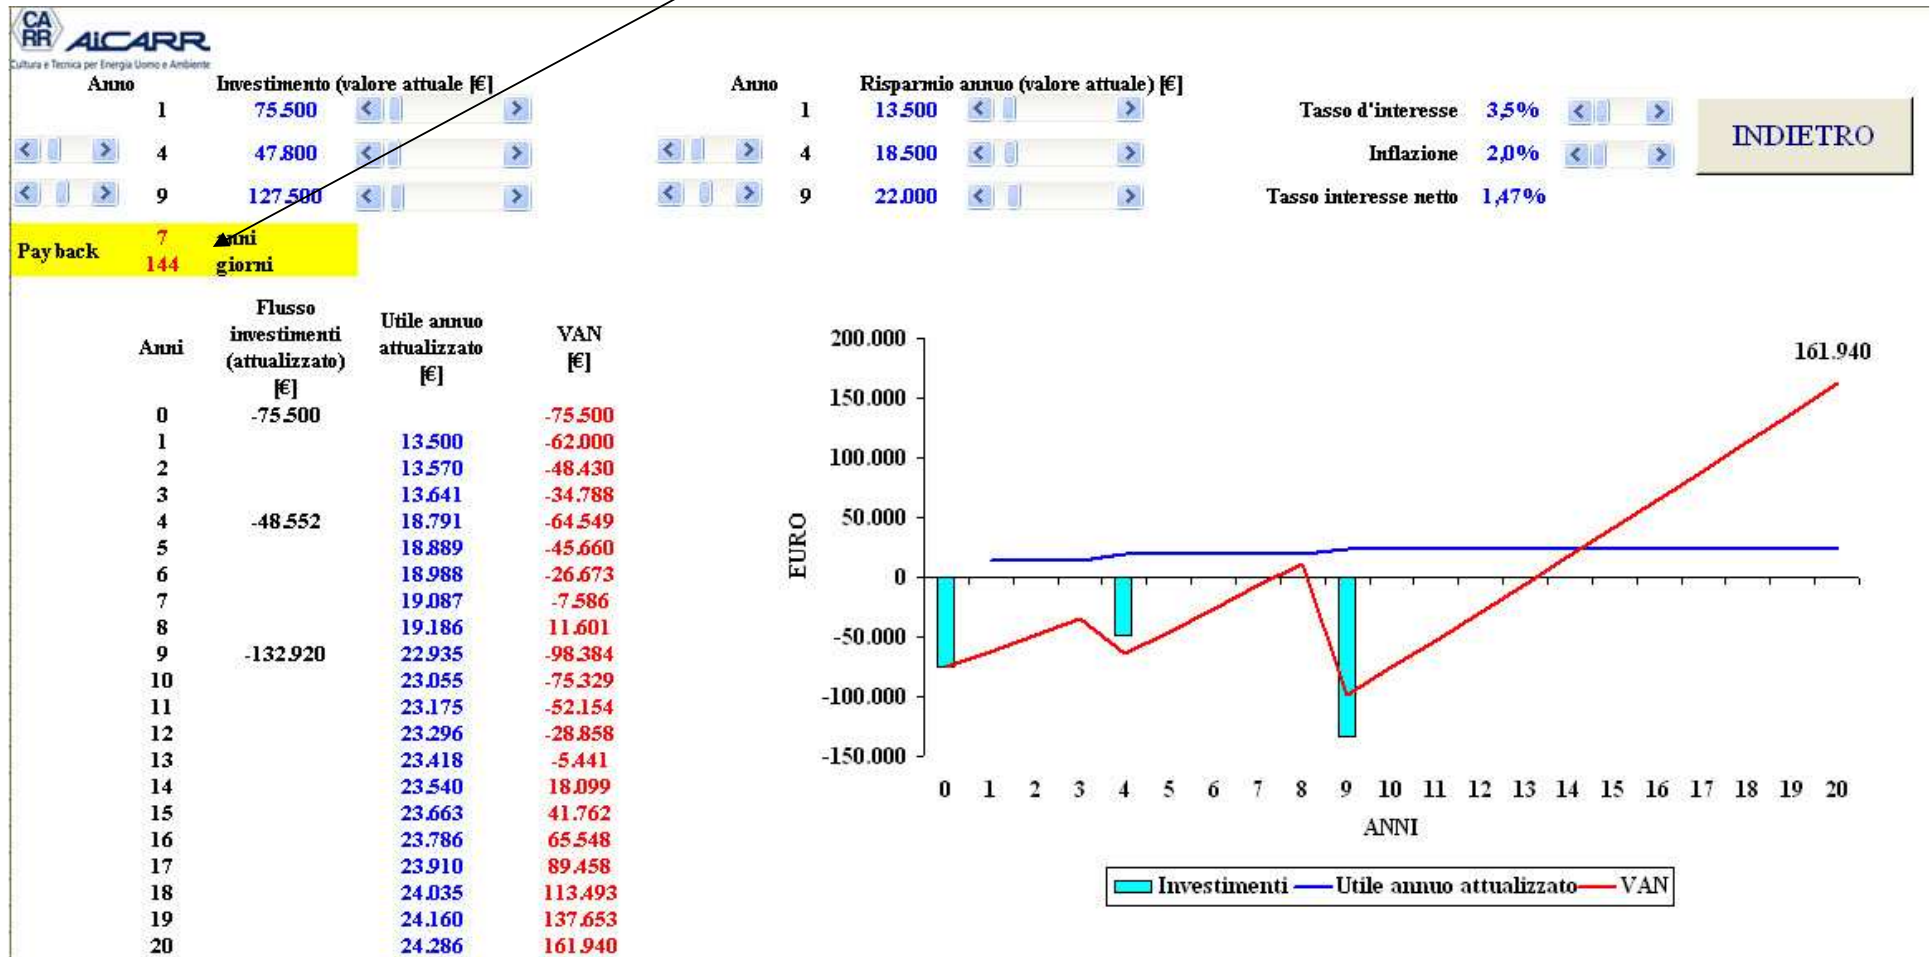 CA
RR AiCARR
Cultura e Tecnica per Energia Uomo e Ambiente
Anno Investimento (valore attuale [€] Anno Risparmio annuo (valore attuale) [€]
1 75.500 1 13.500 Tasso d'interesse 3,5%
4 47.800 4 18.500 Inflazione 2,0%
9 127.500 9 22.000 Tasso interesse netto 1,47%
INDIETRO
Pay back 7 anni
144 giorni
Anni Flusso investimenti (attualizzato) [€] Utile annuo attualizzato [€] VAN [€]
0 -75.500 -75.500
1 13.500 -62.000
2 13.570 -48.430
3 13.641 -34.788
4 -48.552 18.791 -64.549
5 18.889 -45.660
6 18.988 -26.673
7 19.087 -7.586
8 19.186 11.601
9 -132.920 22.935 -98.384
10 23.055 -75.329
11 23.175 -52.154
12 23.296 -28.858
13 23.418 -5.441
14 23.540 18.099
15 23.663 41.762
16 23.786 65.548
17 23.910 89.458
18 24.035 113.493
19 24.160 137.653
20 24.286 161.940
EURO
200.000
150.000
100.000
50.000
0
-50.000
-100.000
-150.000
161.940
0 1 2 3 4 5 6 7 8 9 10 11 12 13 14 15 16 17 18 19 20
ANNI
Investimenti Utile annuo attualizzato VAN